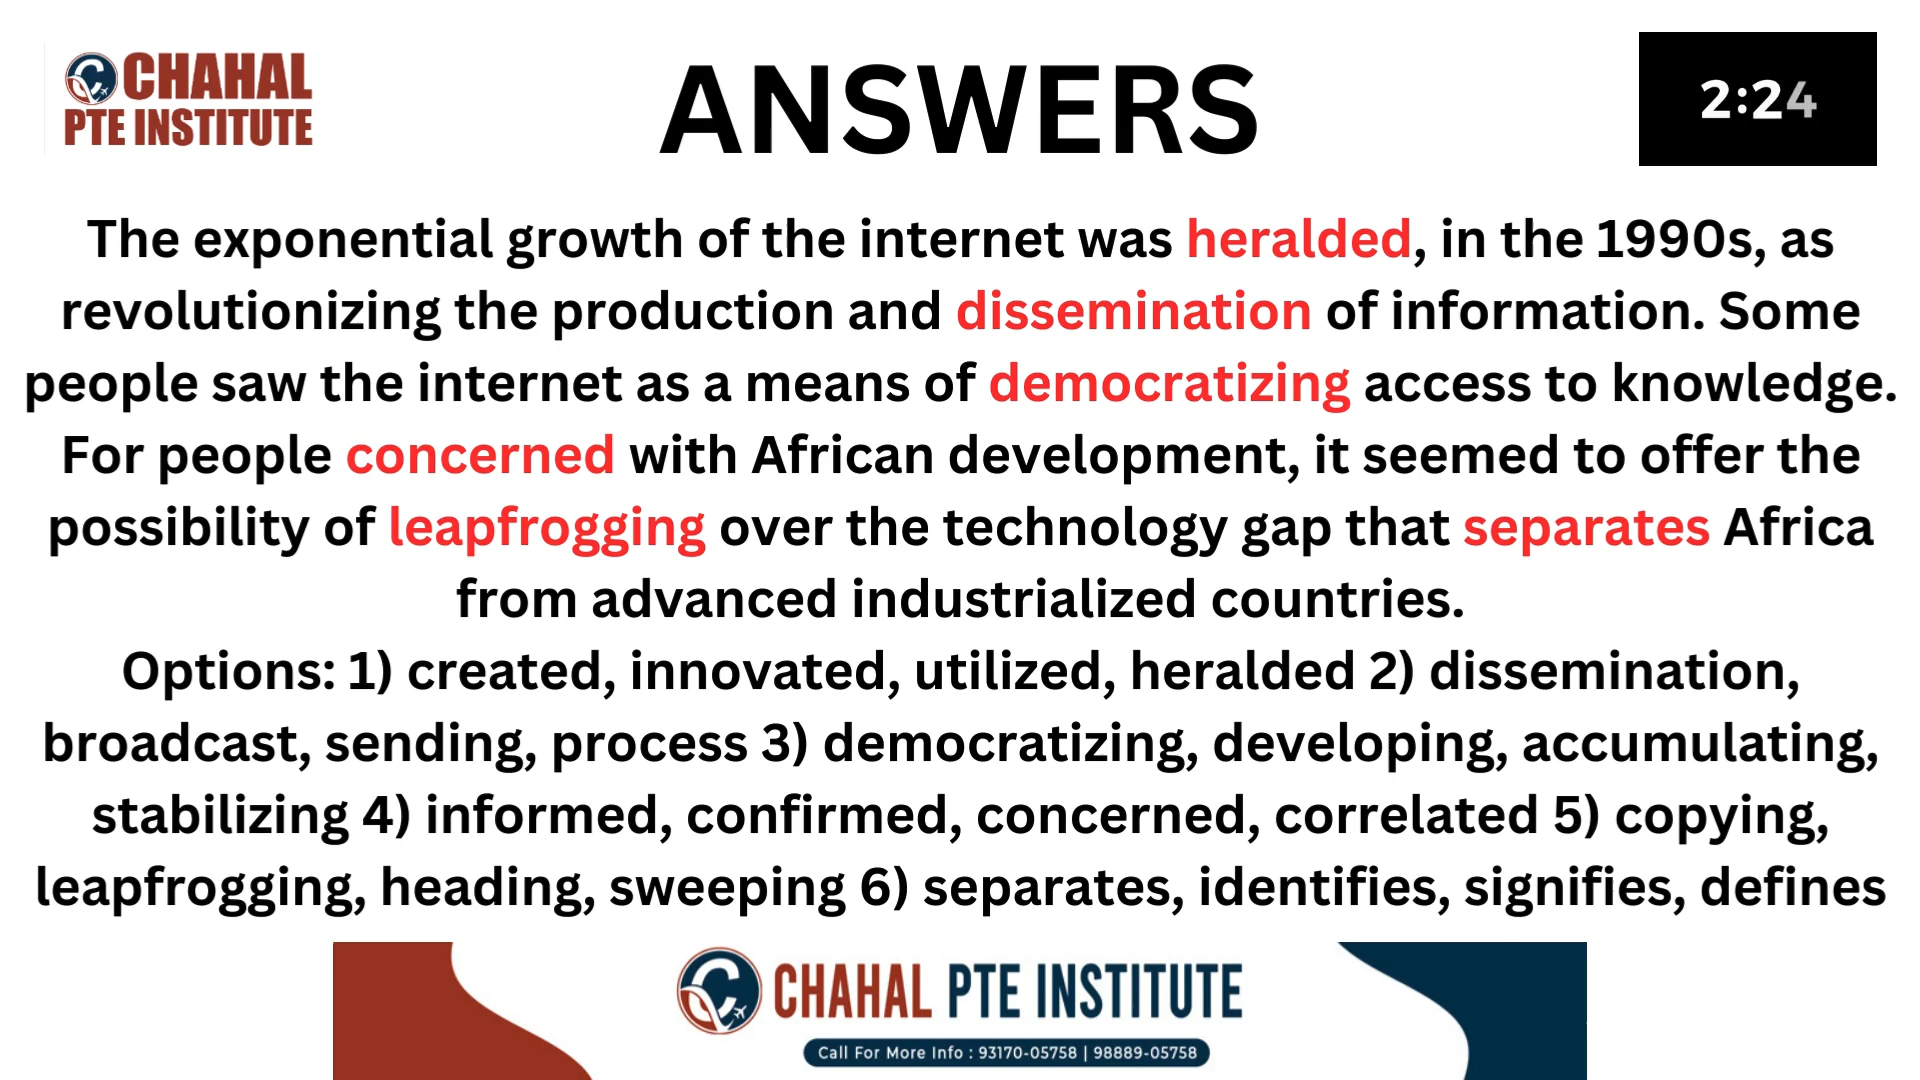 CHAHAL
PTE INSTITUTE
ANSWERS
2:24
The exponential growth of the internet was heralded, in the 1990s, as
revolutionizing the production and dissemination of information. Some
people saw the internet as a means of democratizing access to knowledge.
For people concerned with African development, it seemed to offer the
possibility of leapfrogging over the technology gap that separates Africa
from advanced industrialized countries.
Options: 1) created, innovated, utilized, heralded 2) dissemination,
broadcast, sending, process 3) democratizing, developing, accumulating,
stabilizing 4) informed, confirmed, concerned, correlated 5) copying,
leapfrogging, heading, sweeping 6) separates, identifies, signifies, defines
CHAHAL PTE INSTITUTE
Call For More Info : 93170-05758 | 98889-05758